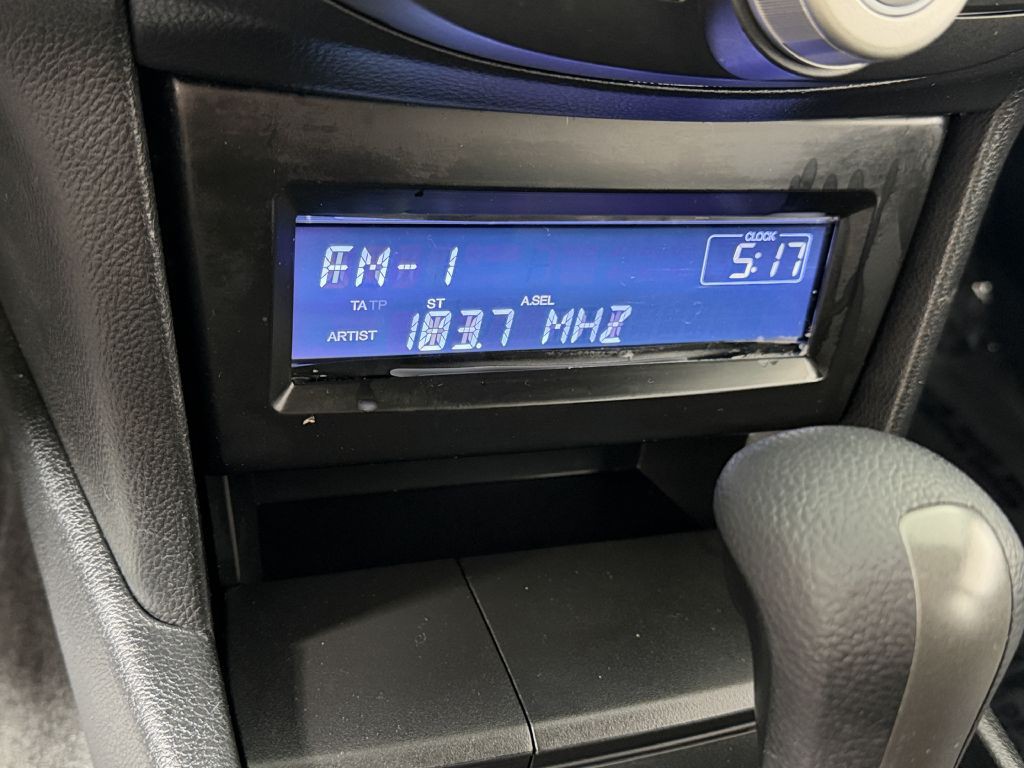 FM-1
CLOCK
5:17
TA TP ST A.SEL
ARTIST 103.7 MHZ